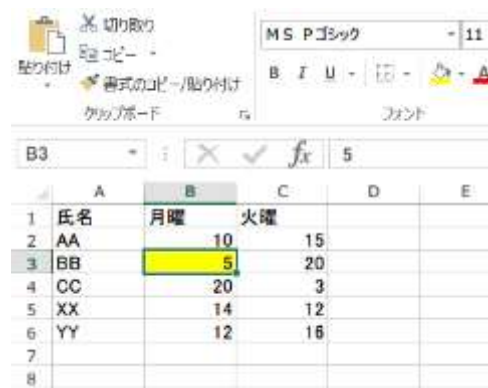 切り取り
コピー
貼り付け
書式のコピー/貼り付け
クリップボード
MS Pゴシック 11
B I U
フォント
B3 fx 5
A B C D E
1 氏名 月曜 火曜
2 AA 10 15
3 BB 5 20
4 CC 20 3
5 XX 14 12
6 YY 12 16
7
8